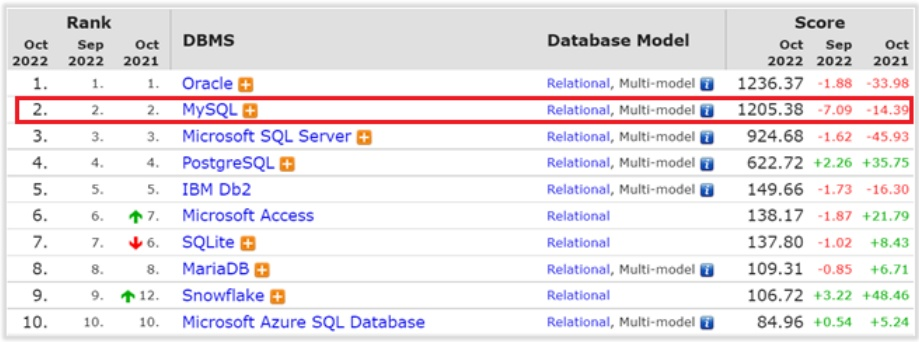 Rank Score
Oct Sep Oct DBMS Database Model Oct Sep Oct
2022 2022 2021 2022 2022 2021
1. 1. 1. Oracle Relational, Multi-model i 1236.37 -1.88 -33.98
2. 2. 2. MySQL Relational, Multi-model i 1205.38 -7.09 -14.39
3. 3. 3. Microsoft SQL Server Relational, Multi-model i 924.68 -1.62 -45.93
4. 4. 4. PostgreSQL Relational, Multi-model i 622.72 +2.26 +35.75
5. 5. 5. IBM Db2 Relational, Multi-model i 149.66 -1.73 -16.30
6. 6. 7. Microsoft Access Relational 138.17 -1.87 +21.79
7. 7. 6. SQLite Relational 137.80 -1.02 +8.43
8. 8. 8. MariaDB Relational, Multi-model i 109.31 -0.85 +6.71
9. 9. 12. Snowflake Relational 106.72 +3.22 +48.46
10. 10. 10. Microsoft Azure SQL Database Relational, Multi-model i 84.96 +0.54 +5.24